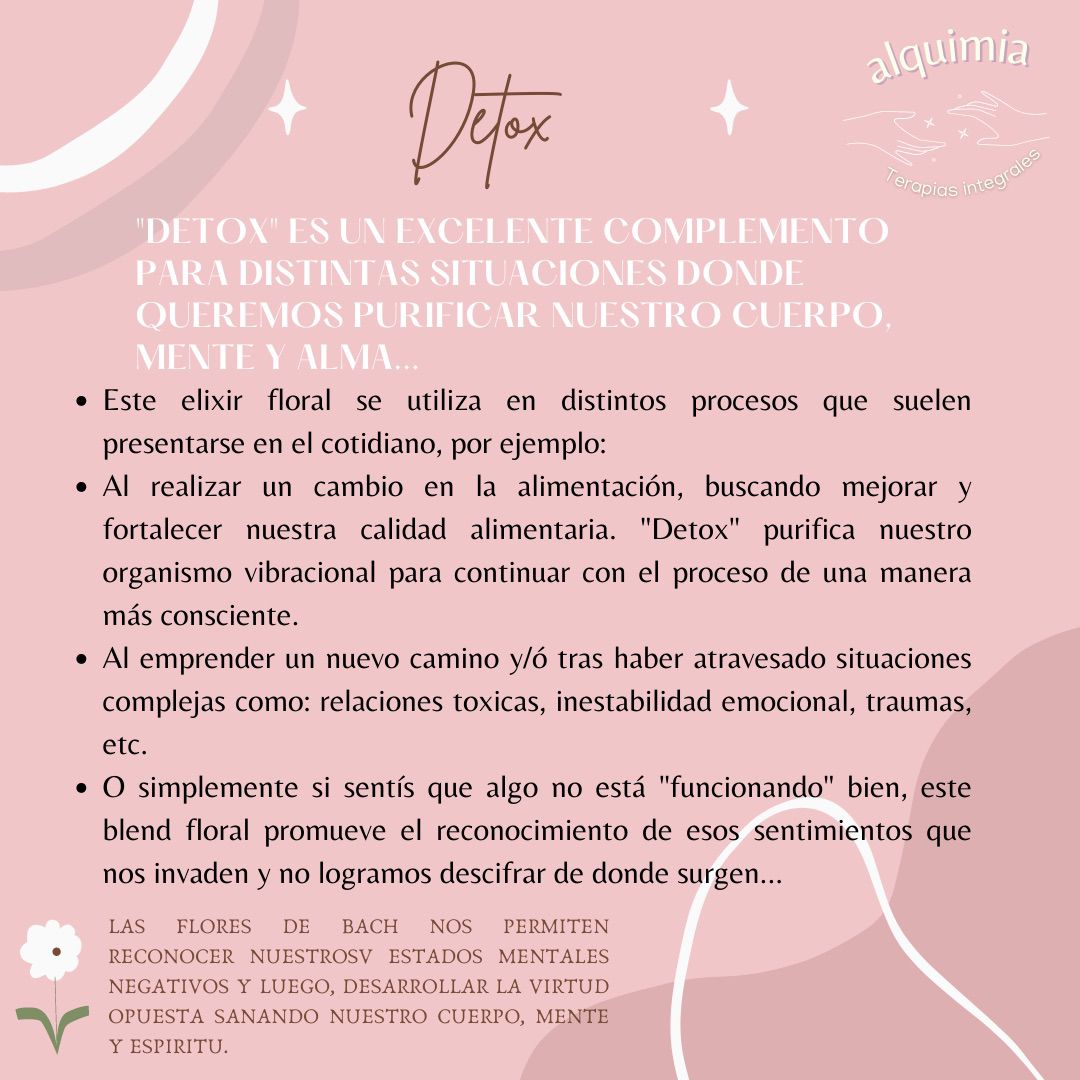 alquimia
Terapias integrales
Detox
"DETOX" ES UN EXCELENTE COMPLEMENTO
PARA DISTINTAS SITUACIONES DONDE
QUEREMOS PURIFICAR NUESTRO CUERPO,
MENTE Y ALMA...
• Este elixir floral se utiliza en distintos procesos que suelen
presentarse en el cotidiano, por ejemplo:
• Al realizar un cambio en la alimentación, buscando mejorar y
fortalecer nuestra calidad alimentaria. "Detox" purifica nuestro
organismo vibracional para continuar con el proceso de una manera
más consciente.
• Al emprender un nuevo camino y/ó tras haber atravesado situaciones
complejas como: relaciones toxicas, inestabilidad emocional, traumas,
etc.
• O simplemente si sentís que algo no está "funcionando" bien, este
blend floral promueve el reconocimiento de esos sentimientos que
nos invaden y no logramos descifrar de donde surgen...
LAS FLORES DE BACH NOS PERMITEN
RECONOCER NUESTROSV ESTADOS MENTALES
NEGATIVOS Y LUEGO, DESARROLLAR LA VIRTUD
OPUESTA SANANDO NUESTRO CUERPO, MENTE
Y ESPIRITU.